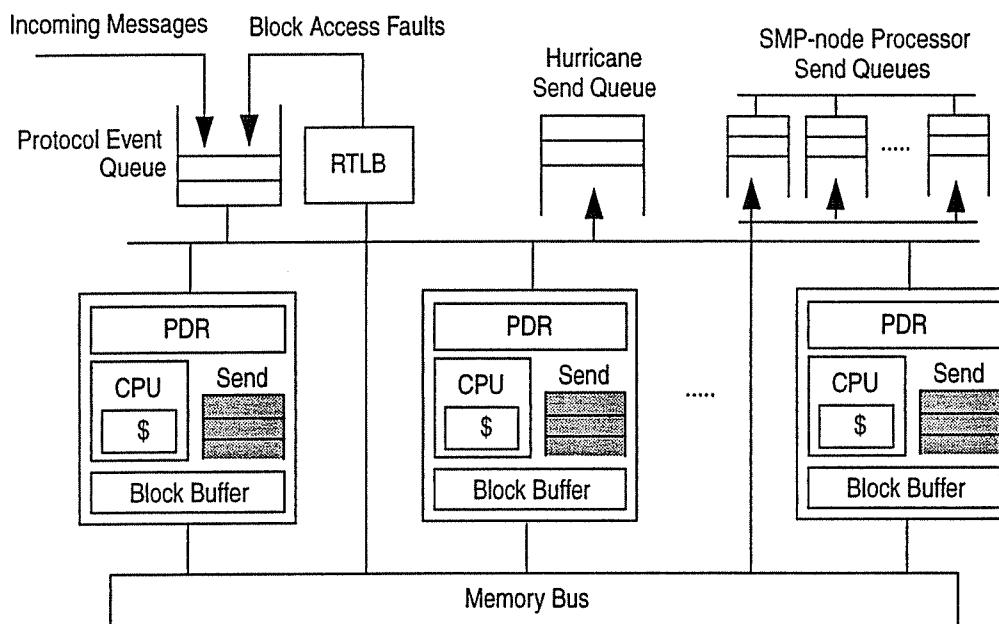 Incoming Messages
Block Access Faults
Hurricane
Send Queue
SMP-node Processor
Send Queues
Protocol Event
Queue
RTLB
.....
PDR
PDR
PDR
CPU
Send
CPU
Send
CPU
Send
$
$
.....
$
Block Buffer
Block Buffer
Block Buffer
Memory Bus